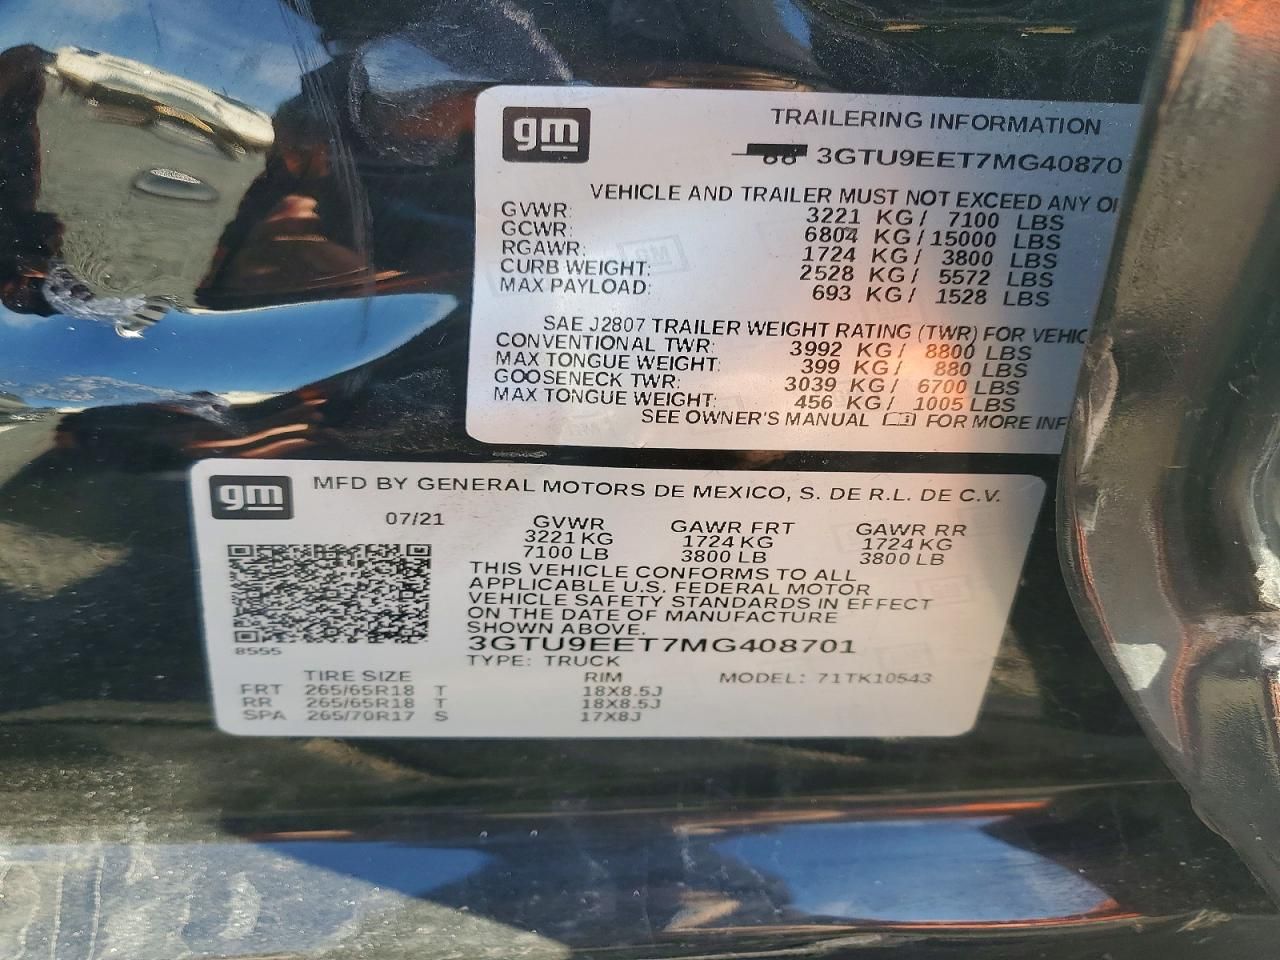 gm
TRAILERING INFORMATION
3GTU9EET7MG40870
VEHICLE AND TRAILER MUST NOT EXCEED ANY
GVWR: 3221 KG/ 7100 LBS
GCWR: 6804 KG/ 15000 LBS
RGAWR: 1724 KG/ 3800 LBS
CURB WEIGHT: 2528 KG/ 5572 LBS
MAX PAYLOAD: 693 KG/ 1528 LBS
SAE J2807 TRAILER WEIGHT RATING (TWR) FOR VEHIC
CONVENTIONAL TWR: 3992 KG/ 8800 LBS
MAX TONGUE WEIGHT: 399 KG/ 880 LBS
GOOSENECK TWR: 3039 KG/ 6700 LBS
MAX TONGUE WEIGHT: 456 KG/ 1005 LBS
SEE OWNER'S MANUAL FOR MORE INF
gm
MFD BY GENERAL MOTORS DE MEXICO, S. DE R.L. DE C.V.
07/21 GVWR GAWR FRT GAWR RR
3221 KG 1724 KG 1724 KG
7100 LB 3800 LB 3800 LB
THIS VEHICLE CONFORMS TO ALL
APPLICABLE U.S. FEDERAL MOTOR
VEHICLE SAFETY STANDARDS IN EFFECT
ON THE DATE OF MANUFACTURE
SHOWN ABOVE.
8555
3GTU9EET7MG408701
TYPE: TRUCK
TIRE SIZE RIM MODEL: 71TK10543
FRT 265/65R18 T 18X8.5J
RR 265/65R18 T 18X8.5J
SPA 265/70R17 S 17X8J